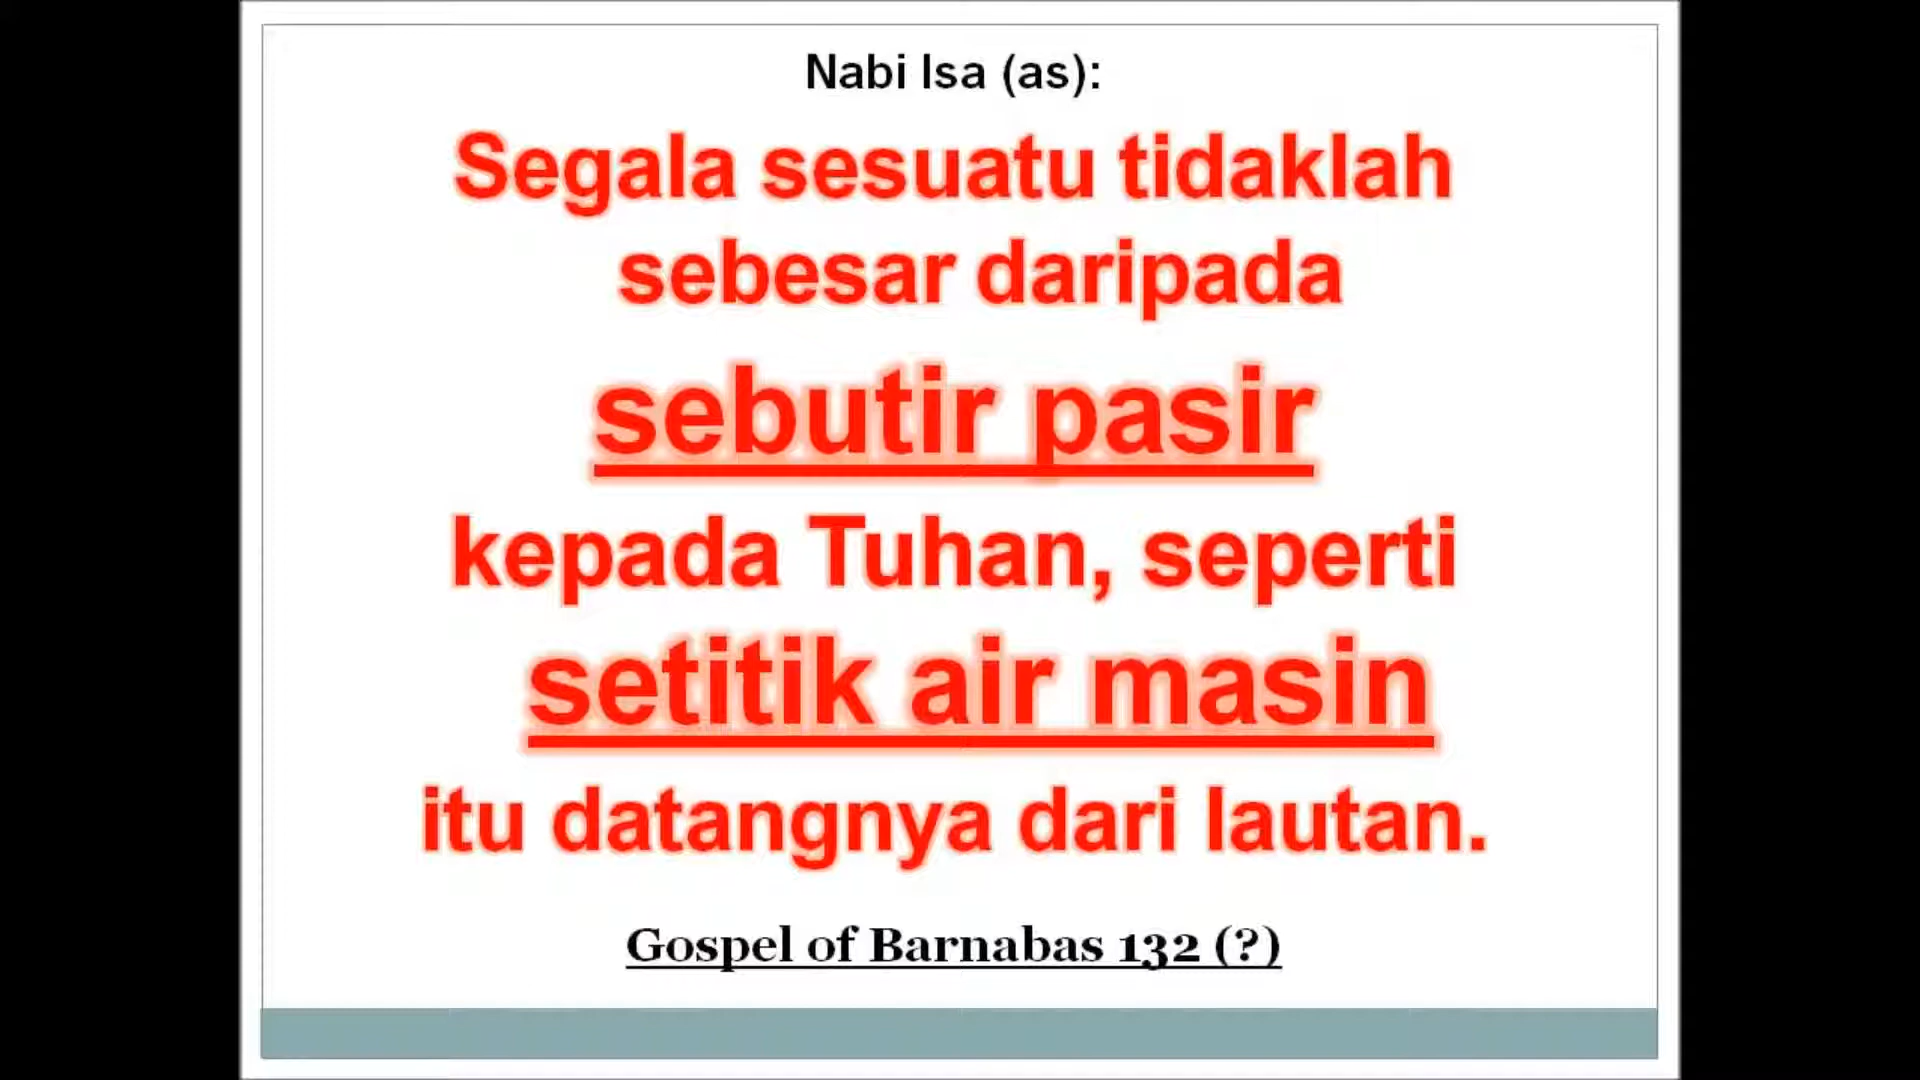 Nabi Isa (as):
Segala sesuatu tidaklah
sebesar daripada
sebutir pasir
kepada Tuhan, seperti
setitik air masin
itu datangnya dari lautan.
Gospel of Barnabas 132 (?)